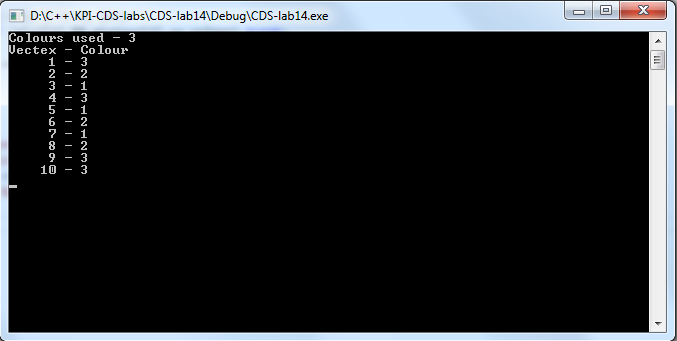 D:\C++\KPI-CDS-labs\CDS-lab14\Debug\CDS-lab14.exe
Colours used - 3
Vectex - Colour
1 - 3
2 - 2
3 - 1
4 - 3
5 - 1
6 - 2
7 - 1
8 - 2
9 - 3
10 - 3